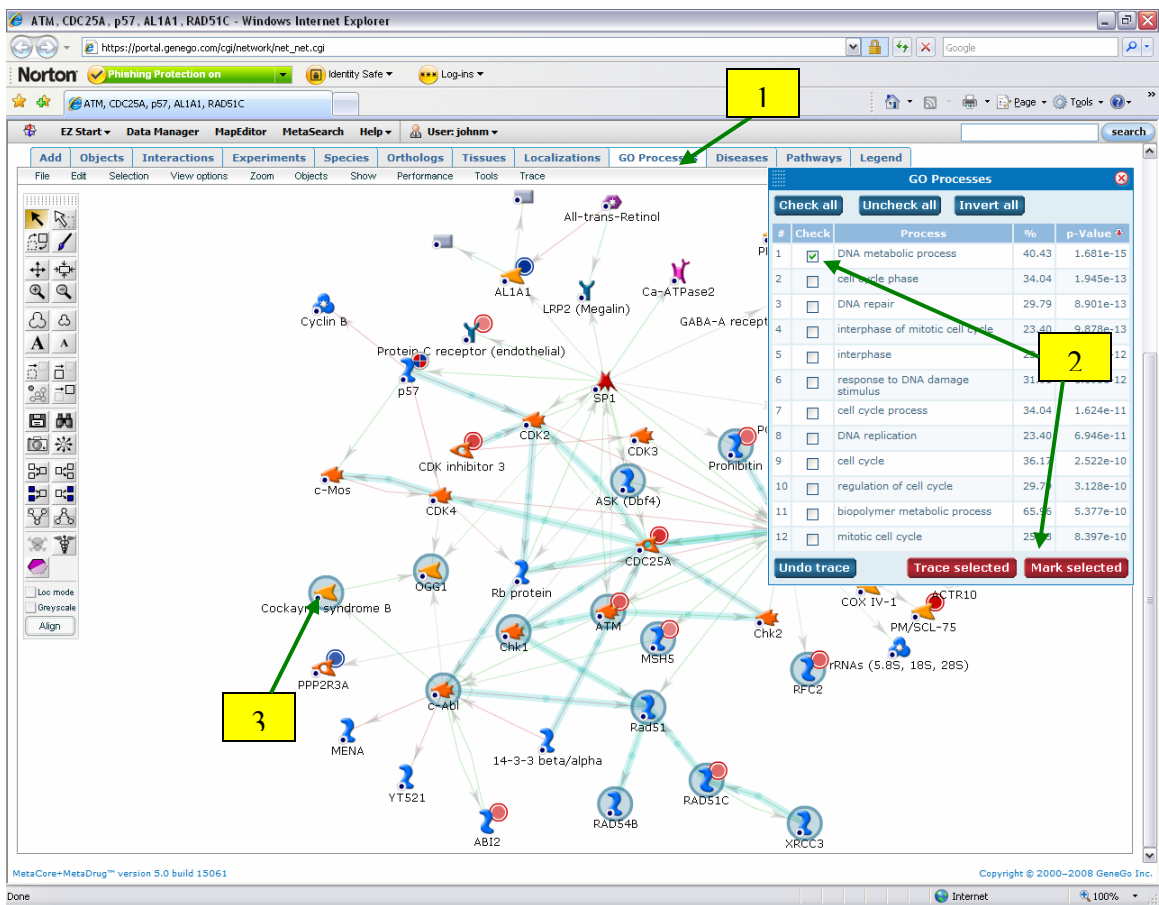 ATM, CDC25A, p57, AL1A1, RAD51C - Windows Internet Explorer
https://portal.genego.com/cgi/network/net_net.cgi
Google
Norton Phishing Protection on Identity Safe Log-ins
ATM, CDC25A, p57, AL1A1, RAD51C
Page Tools
1
EZ Start Data Manager MapEditor MetaSearch Help User: johnm search
Add Objects Interactions Experiments Species Orthologs Tissues Localizations GO Processes Diseases Pathways Legend
File Edit Selection View options Zoom Objects Show Performance Tools Trace
GO Processes
Check all Uncheck all Invert all
# Check Process % p-Value
1 DNA metabolic process 40.43 1.681e-15
2 cell cycle phase 34.04 1.945e-13
3 DNA repair 29.79 8.901e-13
4 interphase of mitotic cell cycle 23.40 9.878e-13
5 interphase
6 response to DNA damage
stimulus
7 cell cycle process 34.04 1.624e-11
8 DNA replication 23.40 6.946e-11
9 cell cycle 36.17 2.522e-10
10 regulation of cell cycle 29.79 3.128e-10
11 biopolymer metabolic process 65.96 5.377e-10
12 mitotic cell cycle 8.397e-10
Undo trace Trace selected Mark selected
2
All-trans-Retinol
AL1A1
Ca-ATPase2
LRP2 (Megalin)
Cyclin B
GABA-A recept
Protein C receptor (endothelial)
p57
SP1
CDK2
CDK3
CDK inhibitor 3
Prohibitin
c-Mos
ASK (Dbf4)
CDK4
CDC25A
OGG1
Rb protein
Cockayne syndrome B
ACTR10
COX IV-1
PM/SCL-75
ATM
Chk2
Chk1
MSH5
rRNAs (5.8S, 18S, 28S)
PPP2R3A
RFC2
c-Abl
3
Rad51
MENA
14-3-3 beta/alpha
YT521
RAD51C
RAD54B
ABI2
XRCC3
Loc mode
Greyscale
Align
MetaCore+MetaDrug™ version 5.0 build 15061
Copyright © 2000-2008 GeneGo Inc.
Done Internet 100%